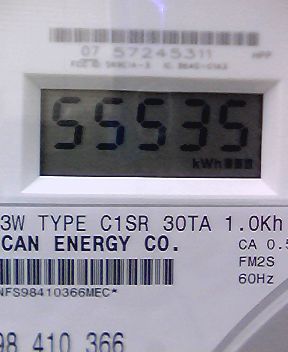 07 57245311 HPP
55535
kWh
3W TYPE C1SR 30TA 1.0Kh
CAN ENERGY CO.
CA 0.5
FM2S
60Hz
NFS98410366MEC*
98 410 366